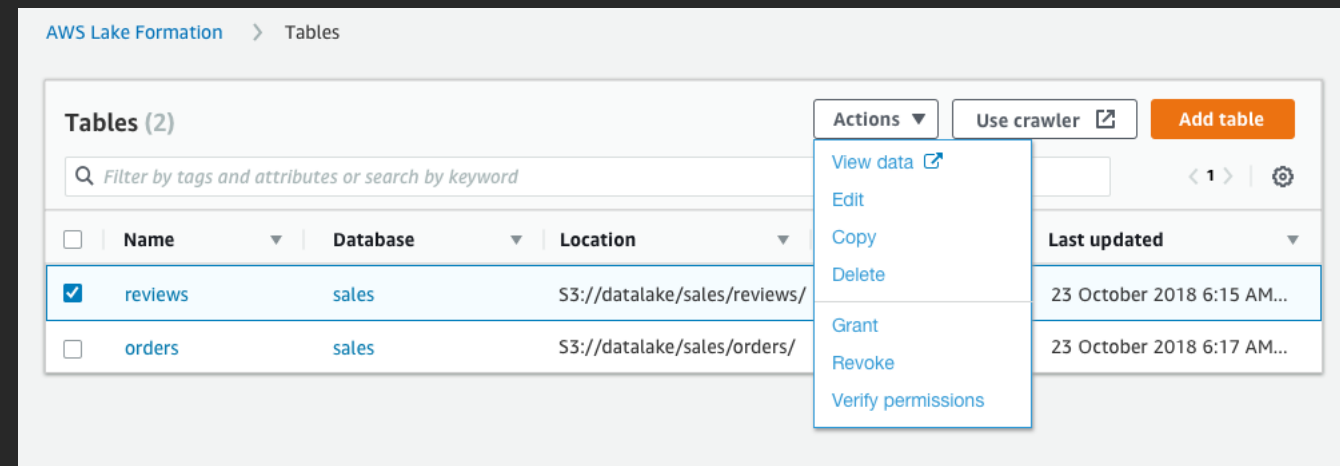 AWS Lake Formation > Tables
Tables (2)
Actions ▼ Use crawler Add table
Filter by tags and attributes or search by keyword
< 1 >
View data
Edit
Copy
Delete
Grant
Revoke
Verify permissions
Name Database Location Last updated
reviews sales S3://datalake/sales/reviews/ 23 October 2018 6:15 AM...
orders sales S3://datalake/sales/orders/ 23 October 2018 6:17 AM...